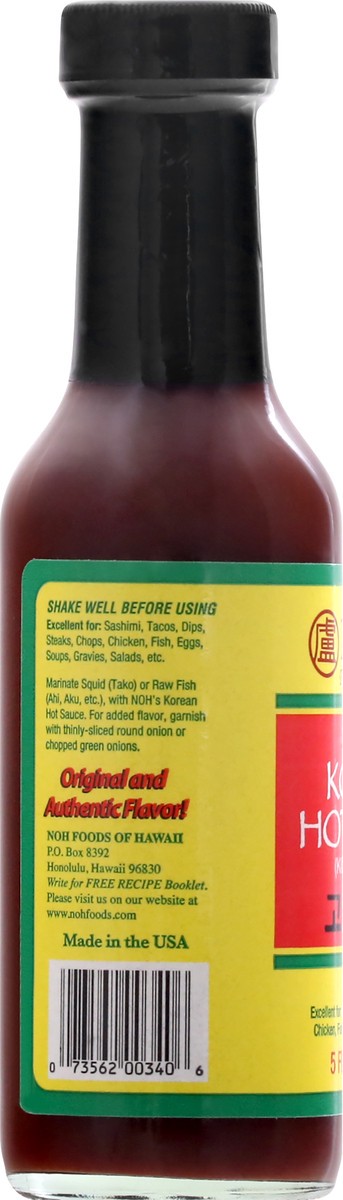 SHAKE WELL BEFORE USING
Excellent for: Sashimi, Tacos, Dips,
Steaks, Chops, Chicken, Fish, Eggs,
Soups, Gravies, Salads, etc.
Marinate Squid (Tako) or Raw Fish
(Ahi, Aku, etc.), with NOH's Korean
Hot Sauce. For added flavor, garnish
with thinly-sliced round onion or
chopped green onions.
Original and
Authentic Flavor!
NOH FOODS OF HAWAII
P.O. Box 8392
Honolulu, Hawaii 96830
Write for FREE RECIPE Booklet.
Please visit us on our website at
www.nohfoods.com
Made in the USA
0 73562 00340 6
盧
KO
HOT
고
Excellent for
Chicken, Fi
5 F